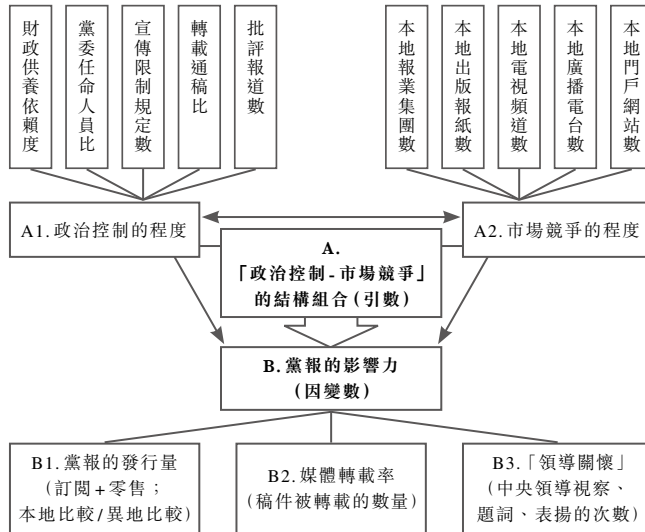 財政供養依賴度
黨委任命人員比
宣傳限制規定數
轉載通稿比
批評報道數
本地報業集團數
本地出版報紙數
本地電視頻道數
本地廣播電台數
本地門戶網站數
A1.政治控制的程度
A2.市場競爭的程度
A.
「政治控制-市場競爭」
的結構組合(引數)
B.黨報的影響力
(因變數)
B1.黨報的發行量
(訂閱+零售；
本地比較/異地比較)
B2.媒體轉載率
(稿件被轉載的數量)
B3.「領導關懷」
(中央領導視察、
題詞、表揚的次數)